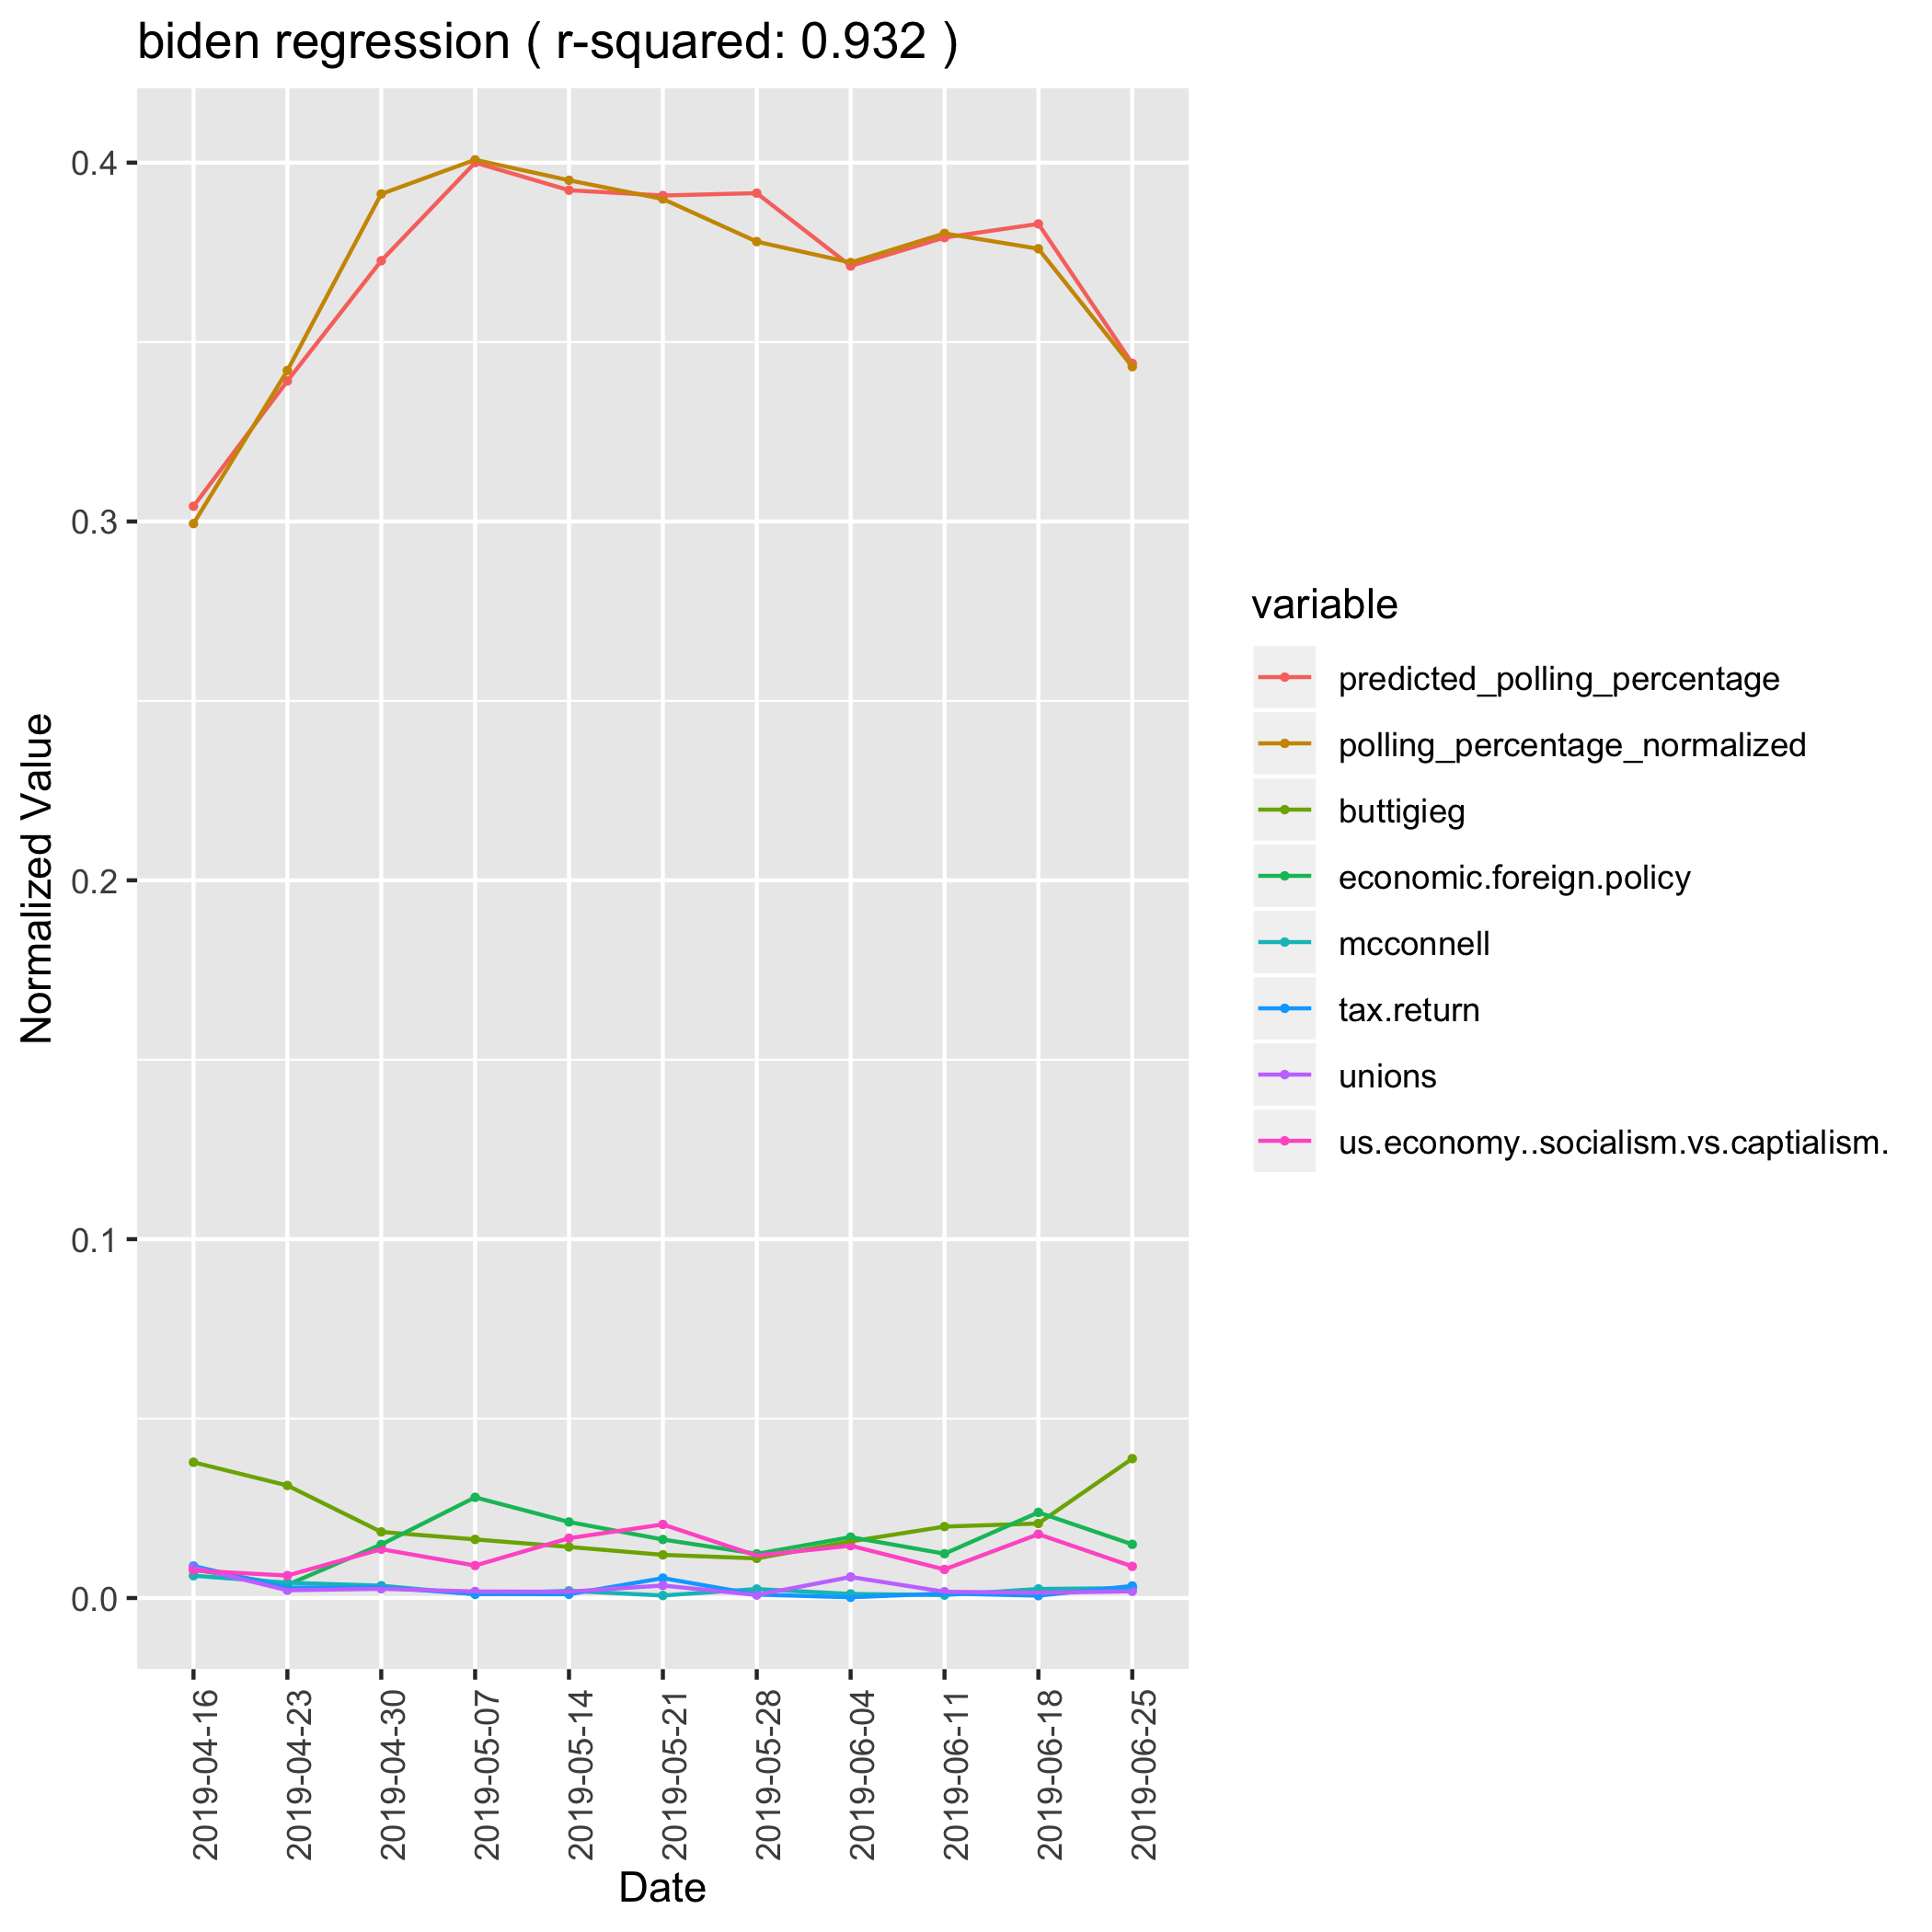 biden regression ( r-squared: 0.932 )
Normalized Value
0.4
0.3
0.2
0.1
0.0
2019-04-16
2019-04-23
2019-04-30
2019-05-07
2019-05-14
2019-05-21
2019-05-28
2019-06-04
2019-06-11
2019-06-18
2019-06-25
Date
variable
predicted_polling_percentage
polling_percentage_normalized
buttigieg
economic.foreign.policy
mcconnell
tax.return
unions
us.economy..socialism.vs.captialism.